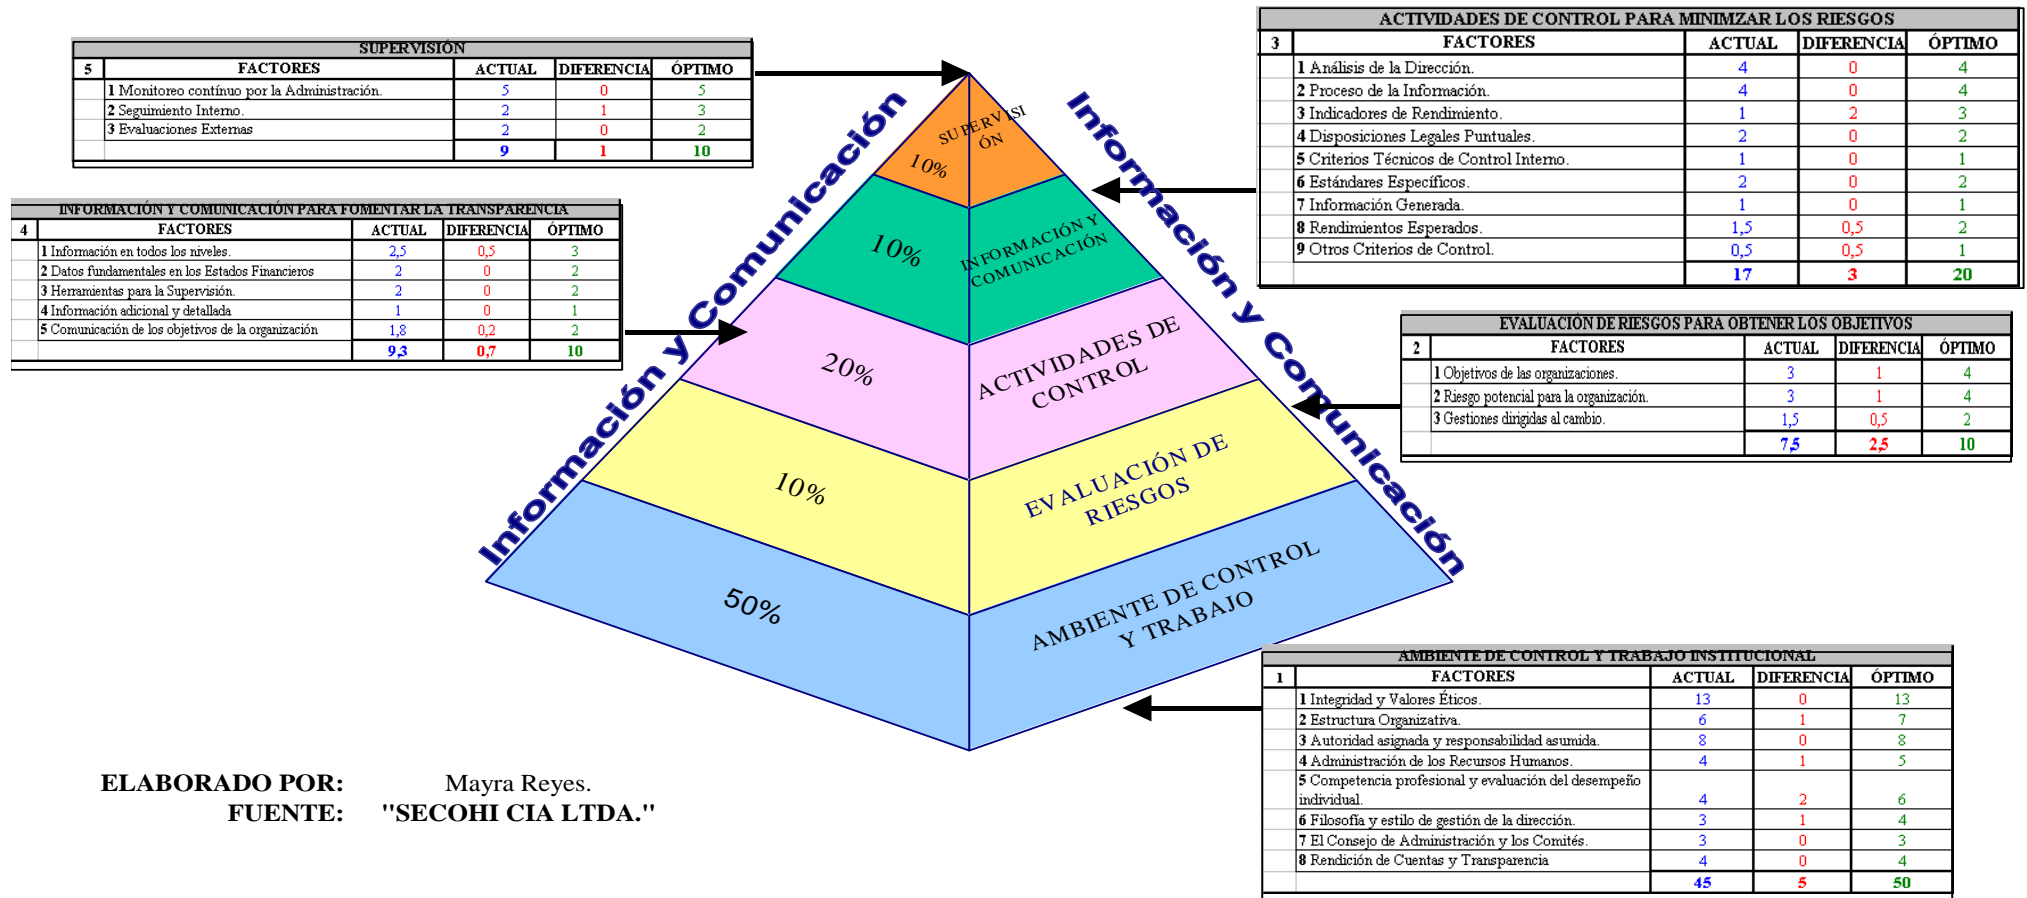 SUPERVISIÓN
5 FACTORES ACTUAL DIFERENCIA ÓPTIMO
1 Monitoreo contínuo por la Administración. 5 0 5
2 Seguimiento Interno. 2 1 3
3 Evaluaciones Externas 2 0 2
9 1 10
INFORMACIÓN Y COMUNICACIÓN PARA FOMENTAR LA TRANSPARENCIA
4 FACTORES ACTUAL DIFERENCIA ÓPTIMO
1 Información en todos los niveles. 2,5 0,5 3
2 Datos fundamentales en los Estados Financieros 2 0 2
3 Herramientas para la Supervisión. 2 0 2
4 Información adicional y detallada 1 0 1
5 Comunicación de los objetivos de la organización 1,8 0,2 2
9,3 0,7 10
Información y Comunicación
SUPERVISI
ÓN
10%
10%
INFORMACIÓN Y
COMUNICACIÓN
20%
ACTIVIDADES DE
CONTROL
10%
EVALUACIÓN DE
RIESGOS
50%
AMBIENTE DE CONTROL
Y TRABAJO
Información y Comunicación
ACTIVIDADES DE CONTROL PARA MINIMZAR LOS RIESGOS
3 FACTORES ACTUAL DIFERENCIA ÓPTIMO
1 Análisis de la Dirección. 4 0 4
2 Proceso de la Información. 4 0 4
3 Indicadores de Rendimiento. 1 2 3
4 Disposiciones Legales Puntuales. 2 0 2
5 Criterios Técnicos de Control Interno. 1 0 1
6 Estándares Específicos. 2 0 2
7 Información Generada. 1 0 1
8 Rendimientos Esperados. 1,5 0,5 2
9 Otros Criterios de Control. 0,5 0,5 1
17 3 20
EVALUACIÓN DE RIESGOS PARA OBTENER LOS OBJETIVOS
2 FACTORES ACTUAL DIFERENCIA ÓPTIMO
1 Objetivos de las organizaciones. 3 1 4
2 Riesgo potencial para la organización. 3 1 4
3 Gestiones dirigidas al cambio. 1,5 0,5 2
7,5 2,5 10
AMBIENTE DE CONTROL Y TRABAJO INSTITUCIONAL
1 FACTORES ACTUAL DIFERENCIA ÓPTIMO
1 Integridad y Valores Éticos. 13 0 13
2 Estructura Organizativa. 6 1 7
3 Autoridad asignada y responsabilidad asumida. 8 0 8
4 Administración de los Recursos Humanos. 4 1 5
5 Competencia profesional y evaluación del desempeño
individual. 4 2 6
6 Filosofía y estilo de gestión de la dirección. 3 1 4
7 El Consejo de Administración y los Comités. 3 0 3
8 Rendición de Cuentas y Transparencia 4 0 4
45 5 50
ELABORADO POR: Mayra Reyes.
FUENTE: "SECOHI CIA LTDA."